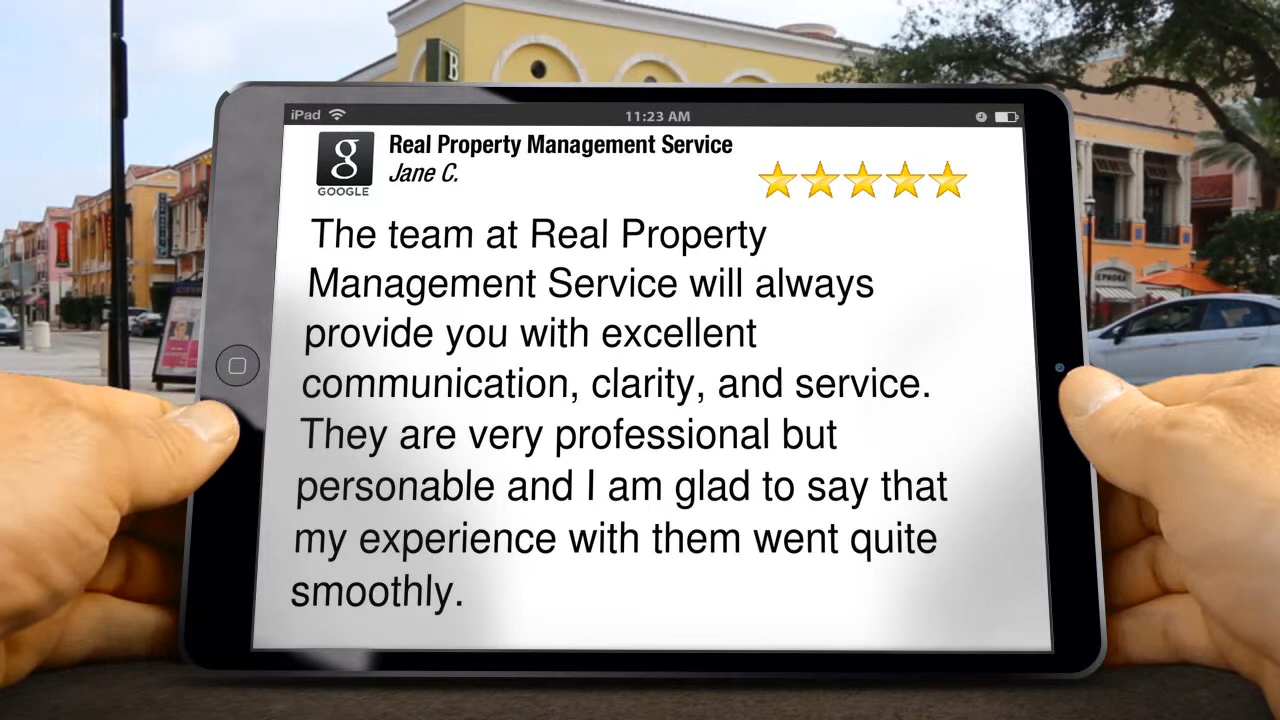 B
iPad
11:23 AM
g
GOOGLE
Real Property Management Service
Jane C.
The team at Real Property
Management Service will always
provide you with excellent
communication, clarity, and service.
They are very professional but
personable and I am glad to say that
my experience with them went quite
smoothly.
SEPHORA